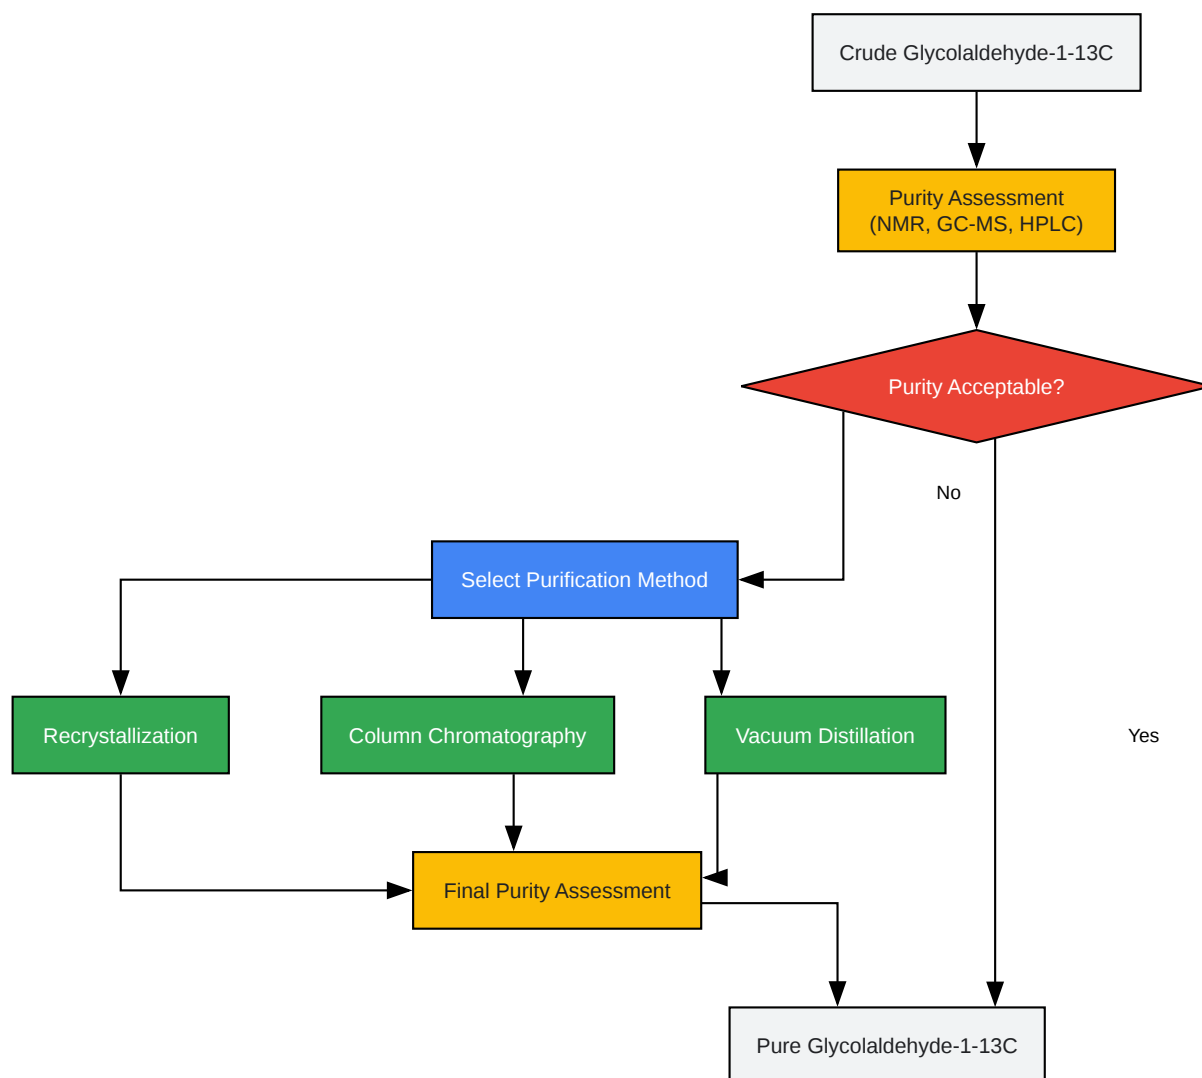 Crude Glycolaldehyde-1-13C
Purity Assessment
(NMR, GC-MS, HPLC)
Purity Acceptable?
No
Select Purification Method
Recrystallization
Column Chromatography
Vacuum Distillation
Yes
Final Purity Assessment
Pure Glycolaldehyde-1-13C